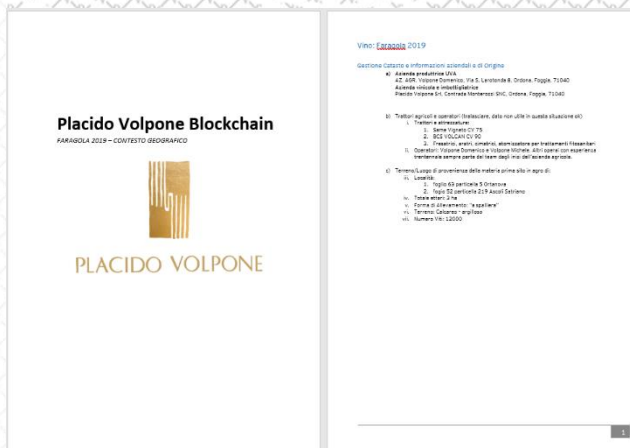 Placido Volpone Blockchain
FARAGOLA 2019 – CONTESTO GEOGRAFICO
PLACIDO VOLPONE
Vino: Faragola 2019
Gestione Catasto e informazioni aziendali e di Origine
a) Azienda produttrice UVA
AZ. AGR. Volpone Domenico, Via S. Leronarda 8, Ordona, Foggia, 71040
Azienda vinicola e imbottigliatrice
Placido Volpone Srl, Contrada Monterozzi SNC, Ordona, Foggia, 71040
b) Trattori agricoli e operatori (tralasciare, dato non utile in questa situazione ok)
i. Trattori e attrezzature:
1. Same Vigneto CV 75
2. BCS VOLCAN CV 90
3. Fresatrici, aratri, cimatrici, atomizzatore per trattamenti fitosanitari
ii. Operatori: Volpone Domenico e Volpone Michele. Altri operai con esperienza
trentennale sempre parte del team dagli inizi dell'azienda agricola.
c) Terreno/Luogo di provenienza della materia prima sito in agro di:
iii. Località:
1. foglio 63 particella 5 Ortanova
2. foglio 52 particella 219 Ascoli Satriano
iv. Totale ettari: 3 ha
v. Forma di Allevamento: "a spalliera"
vi. Terreno: Calcareo - argilloso
vii. Numero Viti: 12000
1